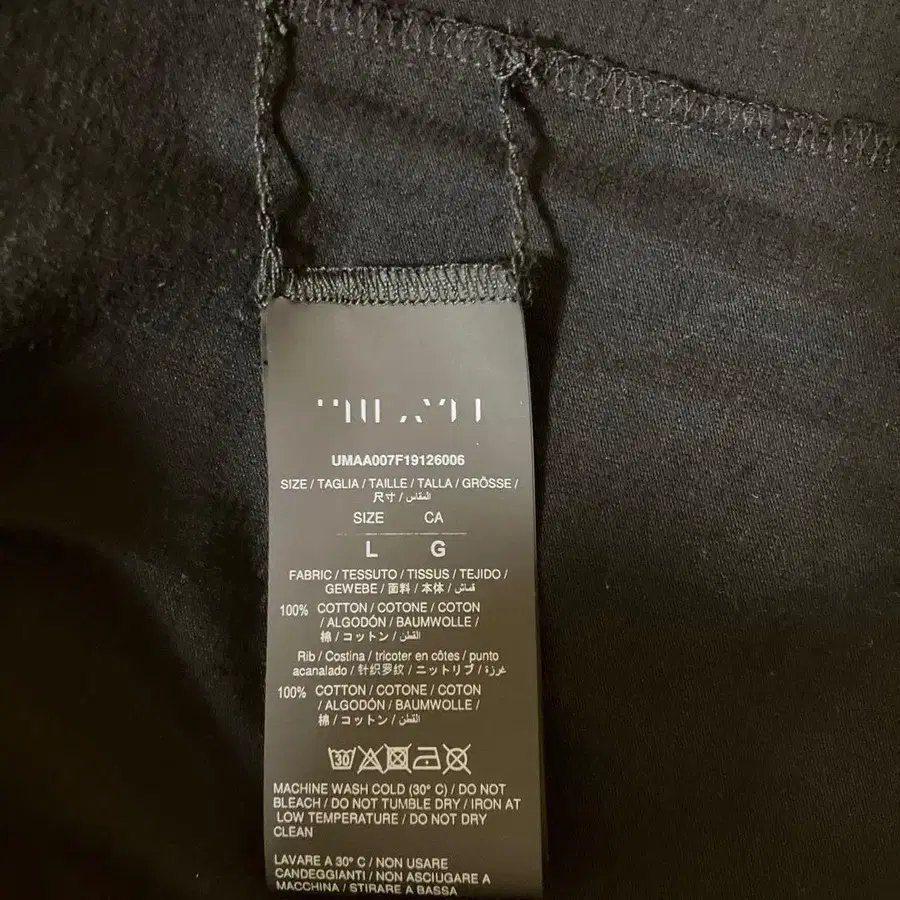 UMAA007F19126006
SIZE / TAGLIA / TAILLE / TALLA / GRÖSSE /
尺寸 / المقاس
SIZE CA
L G
FABRIC / TESSUTO / TISSUS / TEJIDO /
GEWEBE / 面料 / 本体 / قماش
100% COTTON / COTONE / COTON
/ ALGODÓN / BAUMWOLLE /
棉 / コットン / القطن
Rib / Costina / tricoter en côtes / punto
acanalado / 针织罗纹 / ニットリブ / غرزة
100% COTTON / COTONE / COTON
/ ALGODÓN / BAUMWOLLE /
棉 / コットン / القطن
30
MACHINE WASH COLD (30° C) / DO NOT
BLEACH / DO NOT TUMBLE DRY / IRON AT
LOW TEMPERATURE / DO NOT DRY
CLEAN
LAVARE A 30° C / NON USARE
CANDEGGIANTI / NON ASCIUGARE A
MACCHINA / STIRARE A BASSA